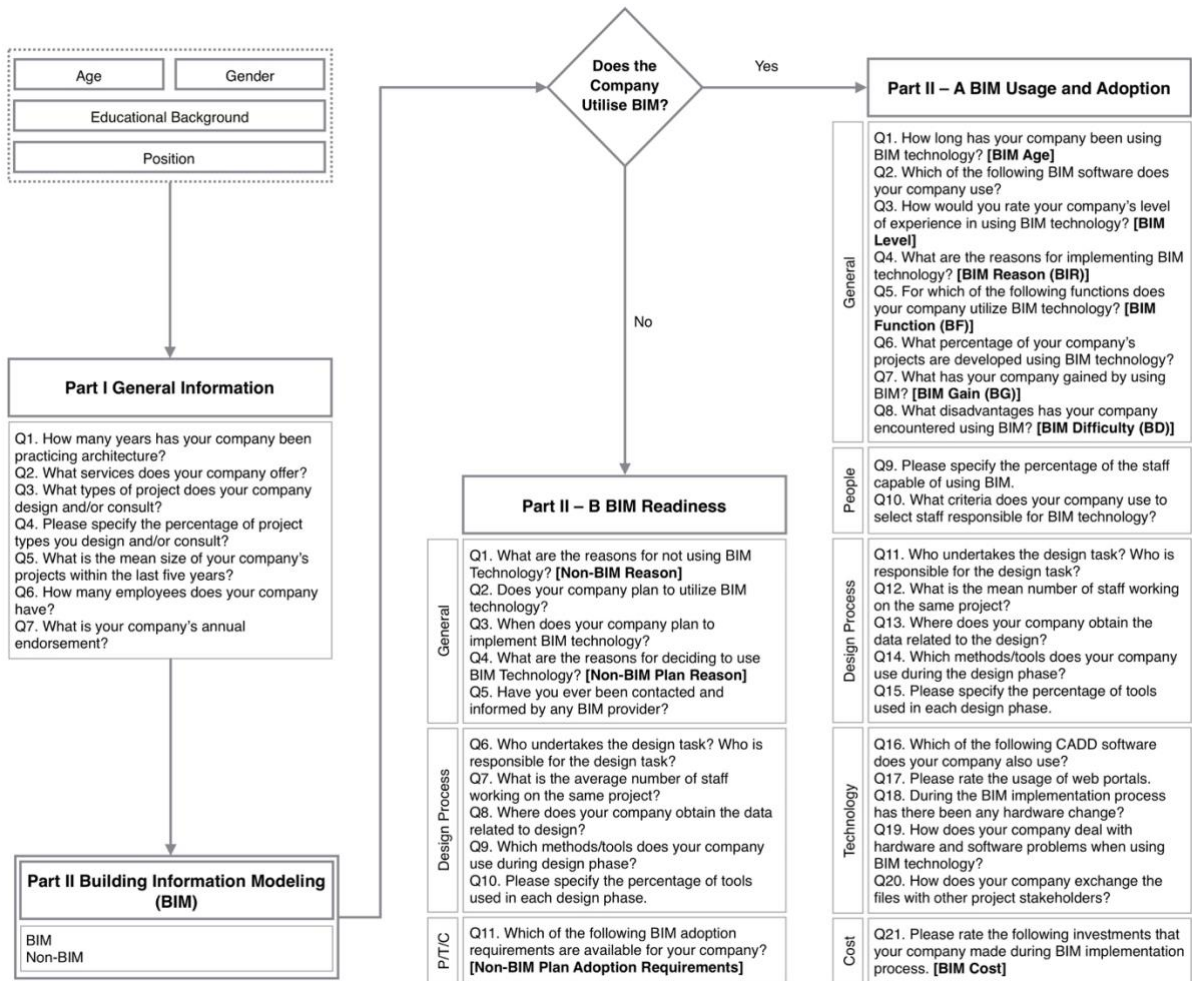 Age
Gender
Educational Background
Position
Part I General Information
Q1. How many years has your company been
practicing architecture?
Q2. What services does your company offer?
Q3. What types of project does your company
design and/or consult?
Q4. Please specify the percentage of project
types you design and/or consult?
Q5. What is the mean size of your company's
projects within the last five years?
Q6. How many employees does your company
have?
Q7. What is your company's annual
endorsement?
Part II Building Information Modeling
(BIM)
BIM
Non-BIM
Does the
Company
Utilise BIM?
Yes
No
Part II – B BIM Readiness
General
Q1. What are the reasons for not using BIM
Technology? [Non-BIM Reason]
Q2. Does your company plan to utilize BIM
technology?
Q3. When does your company plan to
implement BIM technology?
Q4. What are the reasons for deciding to use
BIM Technology? [Non-BIM Plan Reason]
Q5. Have you ever been contacted and
informed by any BIM provider?
Design Process
Q6. Who undertakes the design task? Who is
responsible for the design task?
Q7. What is the average number of staff
working on the same project?
Q8. Where does your company obtain the data
related to design?
Q9. Which methods/tools does your company
use during design phase?
Q10. Please specify the percentage of tools
used in each design phase.
P/T/C
Q11. Which of the following BIM adoption
requirements are available for your company?
[Non-BIM Plan Adoption Requirements]
Part II – A BIM Usage and Adoption
General
Q1. How long has your company been using
BIM technology? [BIM Age]
Q2. Which of the following BIM software does
your company use?
Q3. How would you rate your company's level
of experience in using BIM technology? [BIM
Level]
Q4. What are the reasons for implementing BIM
technology? [BIM Reason (BIR)]
Q5. For which of the following functions does
your company utilize BIM technology? [BIM
Function (BF)]
Q6. What percentage of your company's
projects are developed using BIM technology?
Q7. What has your company gained by using
BIM? [BIM Gain (BG)]
Q8. What disadvantages has your company
encountered using BIM? [BIM Difficulty (BD)]
People
Q9. Please specify the percentage of the staff
capable of using BIM.
Q10. What criteria does your company use to
select staff responsible for BIM technology?
Design Process
Q11. Who undertakes the design task? Who is
responsible for the design task?
Q12. What is the mean number of staff working
on the same project?
Q13. Where does your company obtain the
data related to the design?
Q14. Which methods/tools does your company
use during the design phase?
Q15. Please specify the percentage of tools
used in each design phase.
Technology
Q16. Which of the following CADD software
does your company also use?
Q17. Please rate the usage of web portals.
Q18. During the BIM implementation process
has there been any hardware change?
Q19. How does your company deal with
hardware and software problems when using
BIM technology?
Q20. How does your company exchange the
files with other project stakeholders?
Cost
Q21. Please rate the following investments that
your company made during BIM implementation
process. [BIM Cost]